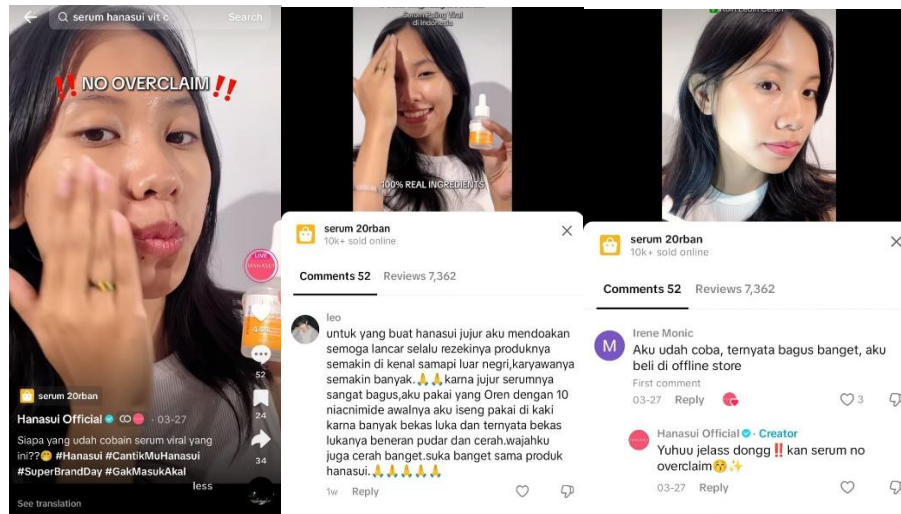 serum hanasui vit c
Search
‼️ NO OVERCLAIM ‼️
LIVE
52
24
34
serum 20rban
Hanasui Official · 03-27
Siapa yang udah cobain serum viral yang
ini??🤭 #Hanasui #CantikMuHanasui
#SuperBrandDay #GakMasukAkal
less
See translation
Serum Paling Viral
di Indonesia
100% REAL INGREDIENTS
serum 20rban
10k+ sold online
Comments 52
Reviews 7,362
leo
untuk yang buat hanasui jujur aku mendoakan
semoga lancar selalu rezekinya produknya
semakin di kenal samapi luar negri,karyawanya
semakin banyak.🙏🙏karna jujur serumnya
sangat bagus,aku pakai yang Oren dengan 10
niacnimide awalnya aku iseng pakai di kaki
karna banyak bekas luka dan ternyata bekas
lukanya beneran pudar dan cerah.wajahku
juga cerah banget.suka banget sama produk
hanasui.🙏🙏🙏🙏🙏
1w Reply
serum 20rban
10k+ sold online
Comments 52
Reviews 7,362
M
Irene Monic
Aku udah coba, ternyata bagus banget, aku
beli di offline store
First comment
03-27 Reply
3
Hanasui Official · Creator
Yuhuu jelass dongg‼️kan serum no
overclaim😚✨
03-27 Reply